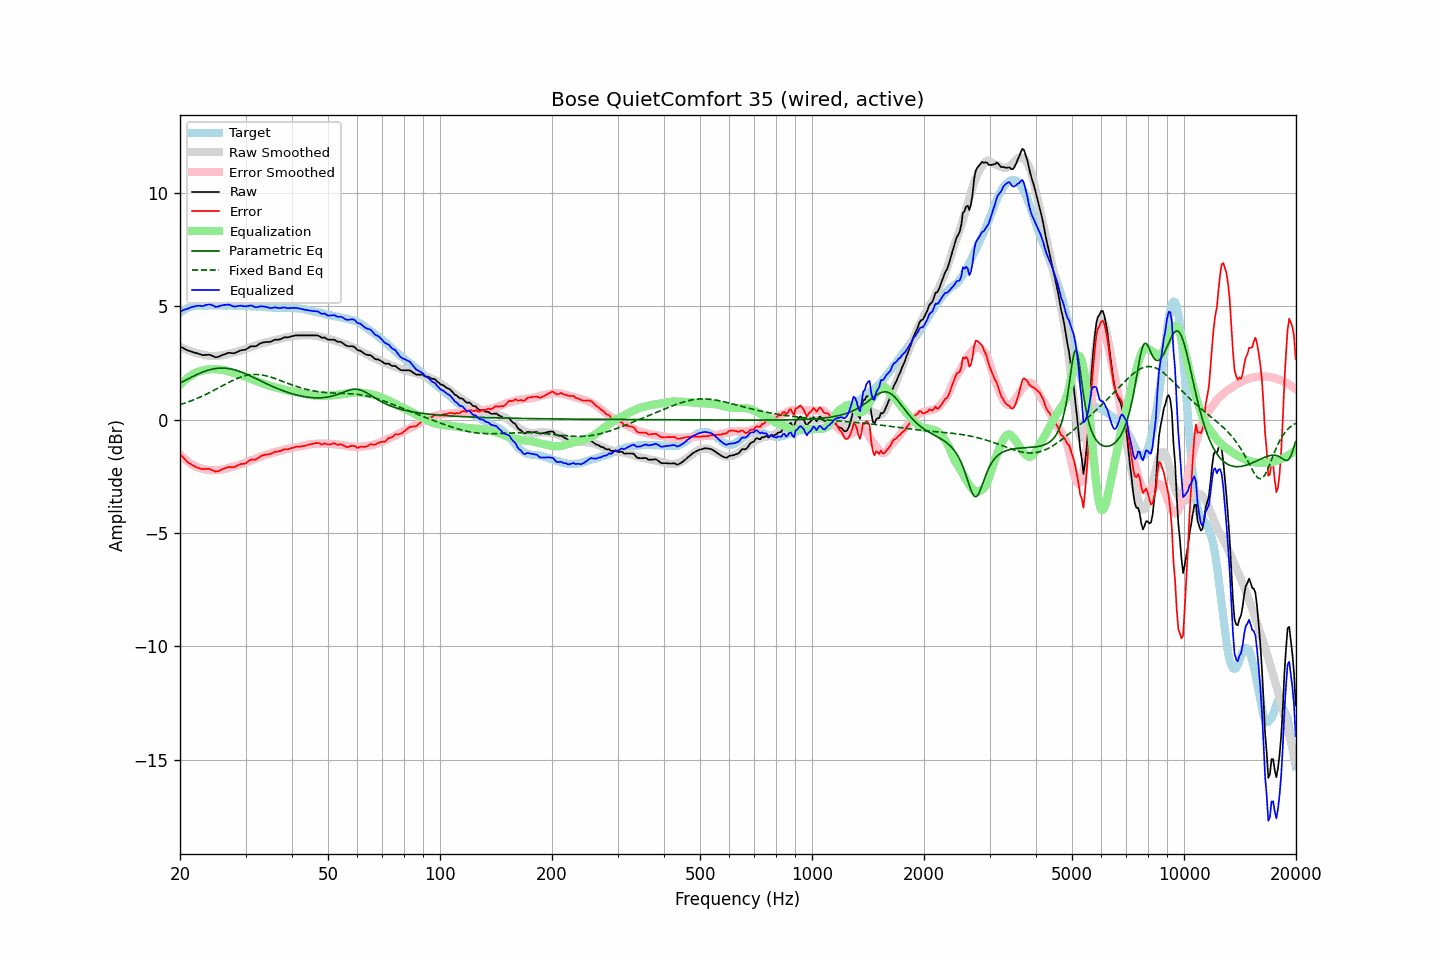 Bose QuietComfort 35 (wired, active)
Target
Raw Smoothed
Error Smoothed
Raw
Error
Equalization
Parametric Eq
Fixed Band Eq
Equalized
10
5
0
−5
−10
−15
Amplitude (dBr)
20
50
100
200
500
1000
2000
5000
10000
20000
Frequency (Hz)